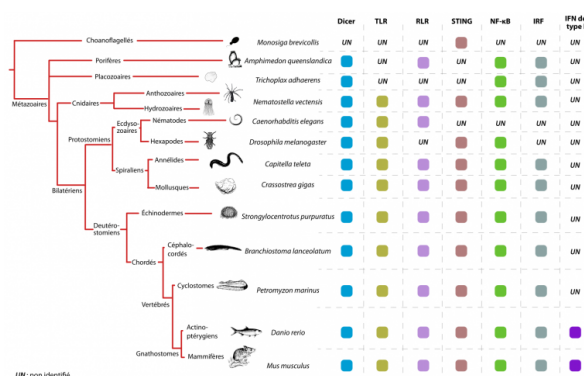 Dicer TLR RLR STING NF-κB IRF IFN de
type I
Choanoflagellés Monosiga brevicollis UN UN UN UN UN UN
Porifères Amphimedon queenslandica UN UN UN
Placozoaires Trichoplax adhaerens UN UN UN UN
Métazoaires
Anthozoaires
Cnidaires Nematostella vectensis UN
Hydrozoaires
Ecdyso-
zoaires
Nématodes Caenorhabditis elegans UN UN UN UN
Protostomiens
Hexapodes Drosophila melanogaster UN UN UN
Annélides Capitella teleta UN
Spiraliens
Mollusques Crassostrea gigas UN
Bilatériens
Échinodermes Strongylocentrotus purpuratus UN
Deutéro-
stomiens
Céphalo-
cordés
Branchiostoma lanceolatum UN
Chordés
Cyclostomes Petromyzon marinus UN
Vertébrés
Actino-
ptérygiens
Danio rerio
Gnathostomes Mammifères
Mus musculus
UN : non identifié